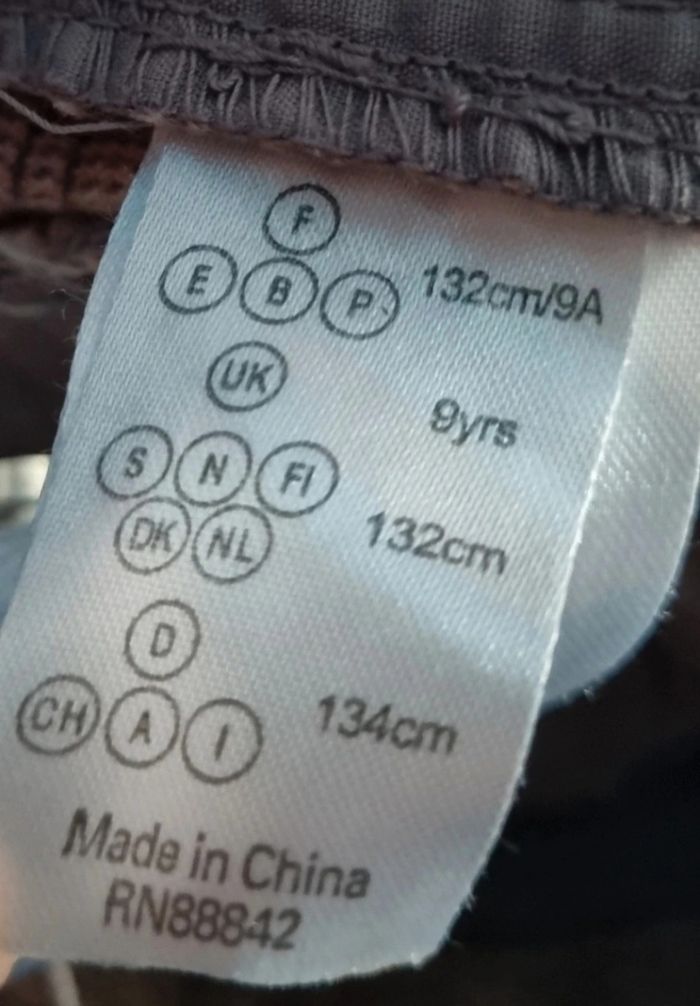 F
E B P 132cm/9A
UK 9yrs
S N FI
DK NL 132cm
D
CH A I 134cm
Made in China
RN88842